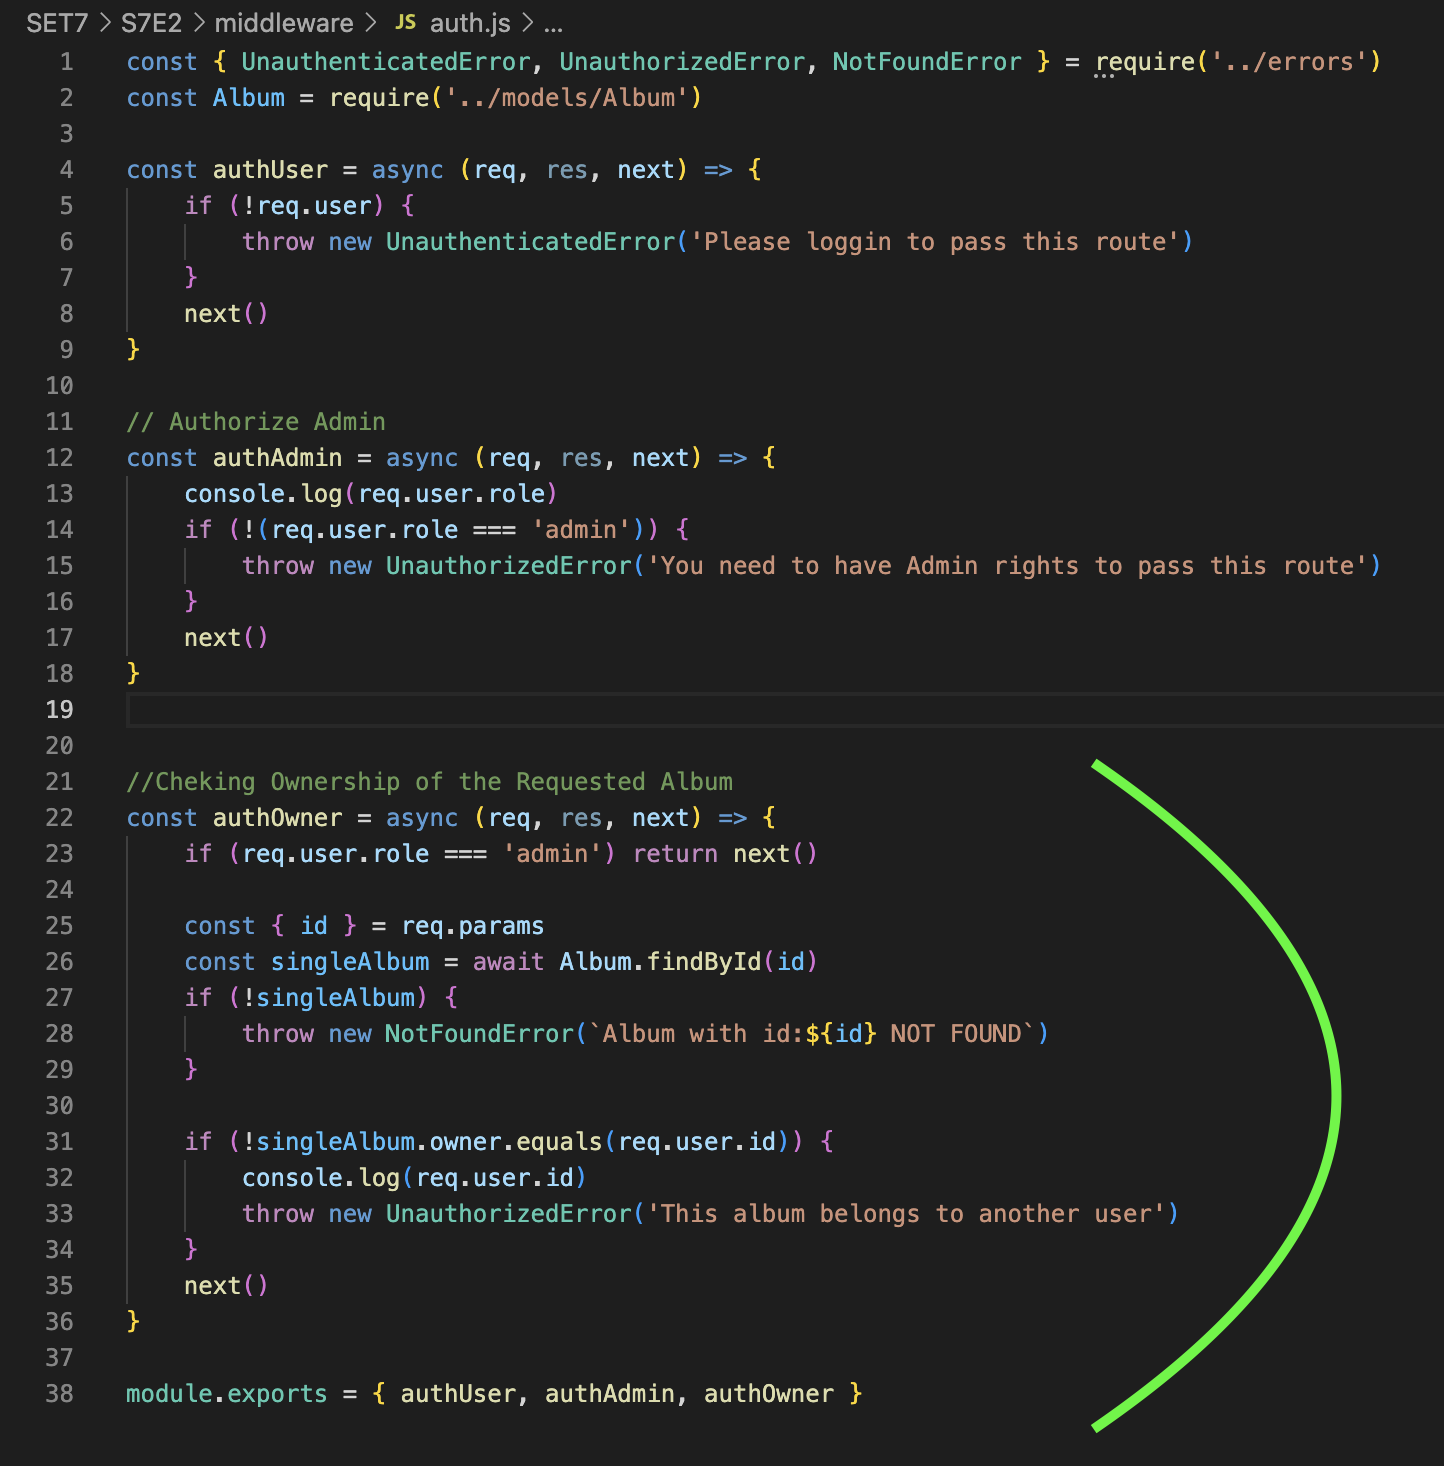 SET7 > S7E2 > middleware > JS auth.js > ...
1 const { UnauthenticatedError, UnauthorizedError, NotFoundError } = require('../errors')
2 const Album = require('../models/Album')
3
4 const authUser = async (req, res, next) => {
5     if (!req.user) {
6         throw new UnauthenticatedError('Please loggin to pass this route')
7     }
8     next()
9 }
10
11 // Authorize Admin
12 const authAdmin = async (req, res, next) => {
13     console.log(req.user.role)
14     if (!(req.user.role === 'admin')) {
15         throw new UnauthorizedError('You need to have Admin rights to pass this route')
16     }
17     next()
18 }
19
20
21 //Cheking Ownership of the Requested Album
22 const authOwner = async (req, res, next) => {
23     if (req.user.role === 'admin') return next()
24
25     const { id } = req.params
26     const singleAlbum = await Album.findById(id)
27     if (!singleAlbum) {
28         throw new NotFoundError(`Album with id:${id} NOT FOUND`)
29     }
30
31     if (!singleAlbum.owner.equals(req.user.id)) {
32         console.log(req.user.id)
33         throw new UnauthorizedError('This album belongs to another user')
34     }
35     next()
36 }
37
38 module.exports = { authUser, authAdmin, authOwner }